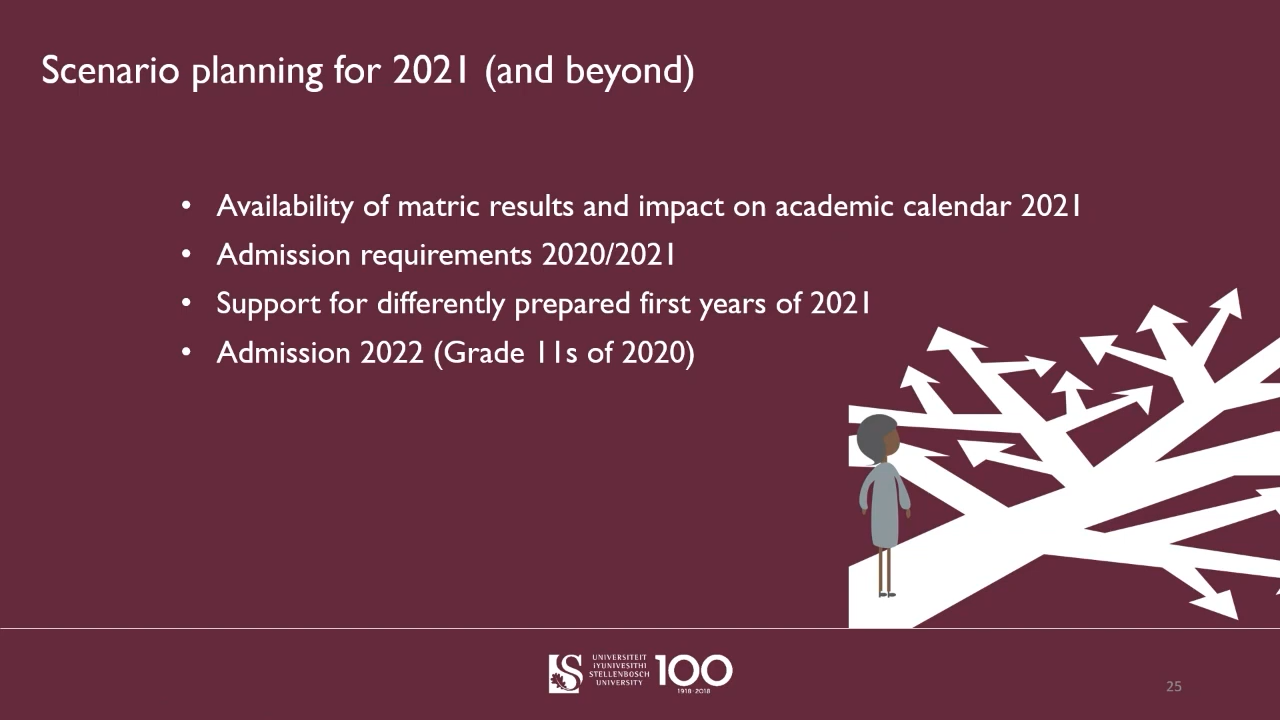 Scenario planning for 2021 (and beyond)
• Availability of matric results and impact on academic calendar 2021
• Admission requirements 2020/2021
• Support for differently prepared first years of 2021
• Admission 2022 (Grade 11s of 2020)
UNIVERSITEIT
IYUNIVESITHI
STELLENBOSCH
UNIVERSITY
100
1918·2018
25